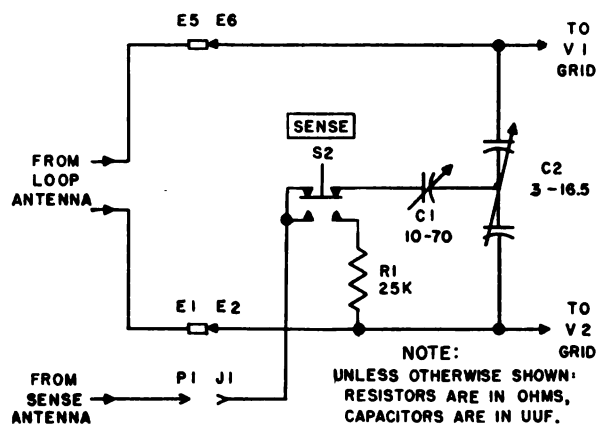 E5 E6
TO
V1
GRID
SENSE
S2
FROM
LOOP
ANTENNA
C1
10-70
C2
3-16.5
R1
25K
E1 E2
TO
V2
GRID
P1 J1
FROM
SENSE
ANTENNA
NOTE:
UNLESS OTHERWISE SHOWN:
RESISTORS ARE IN OHMS,
CAPACITORS ARE IN UUF.